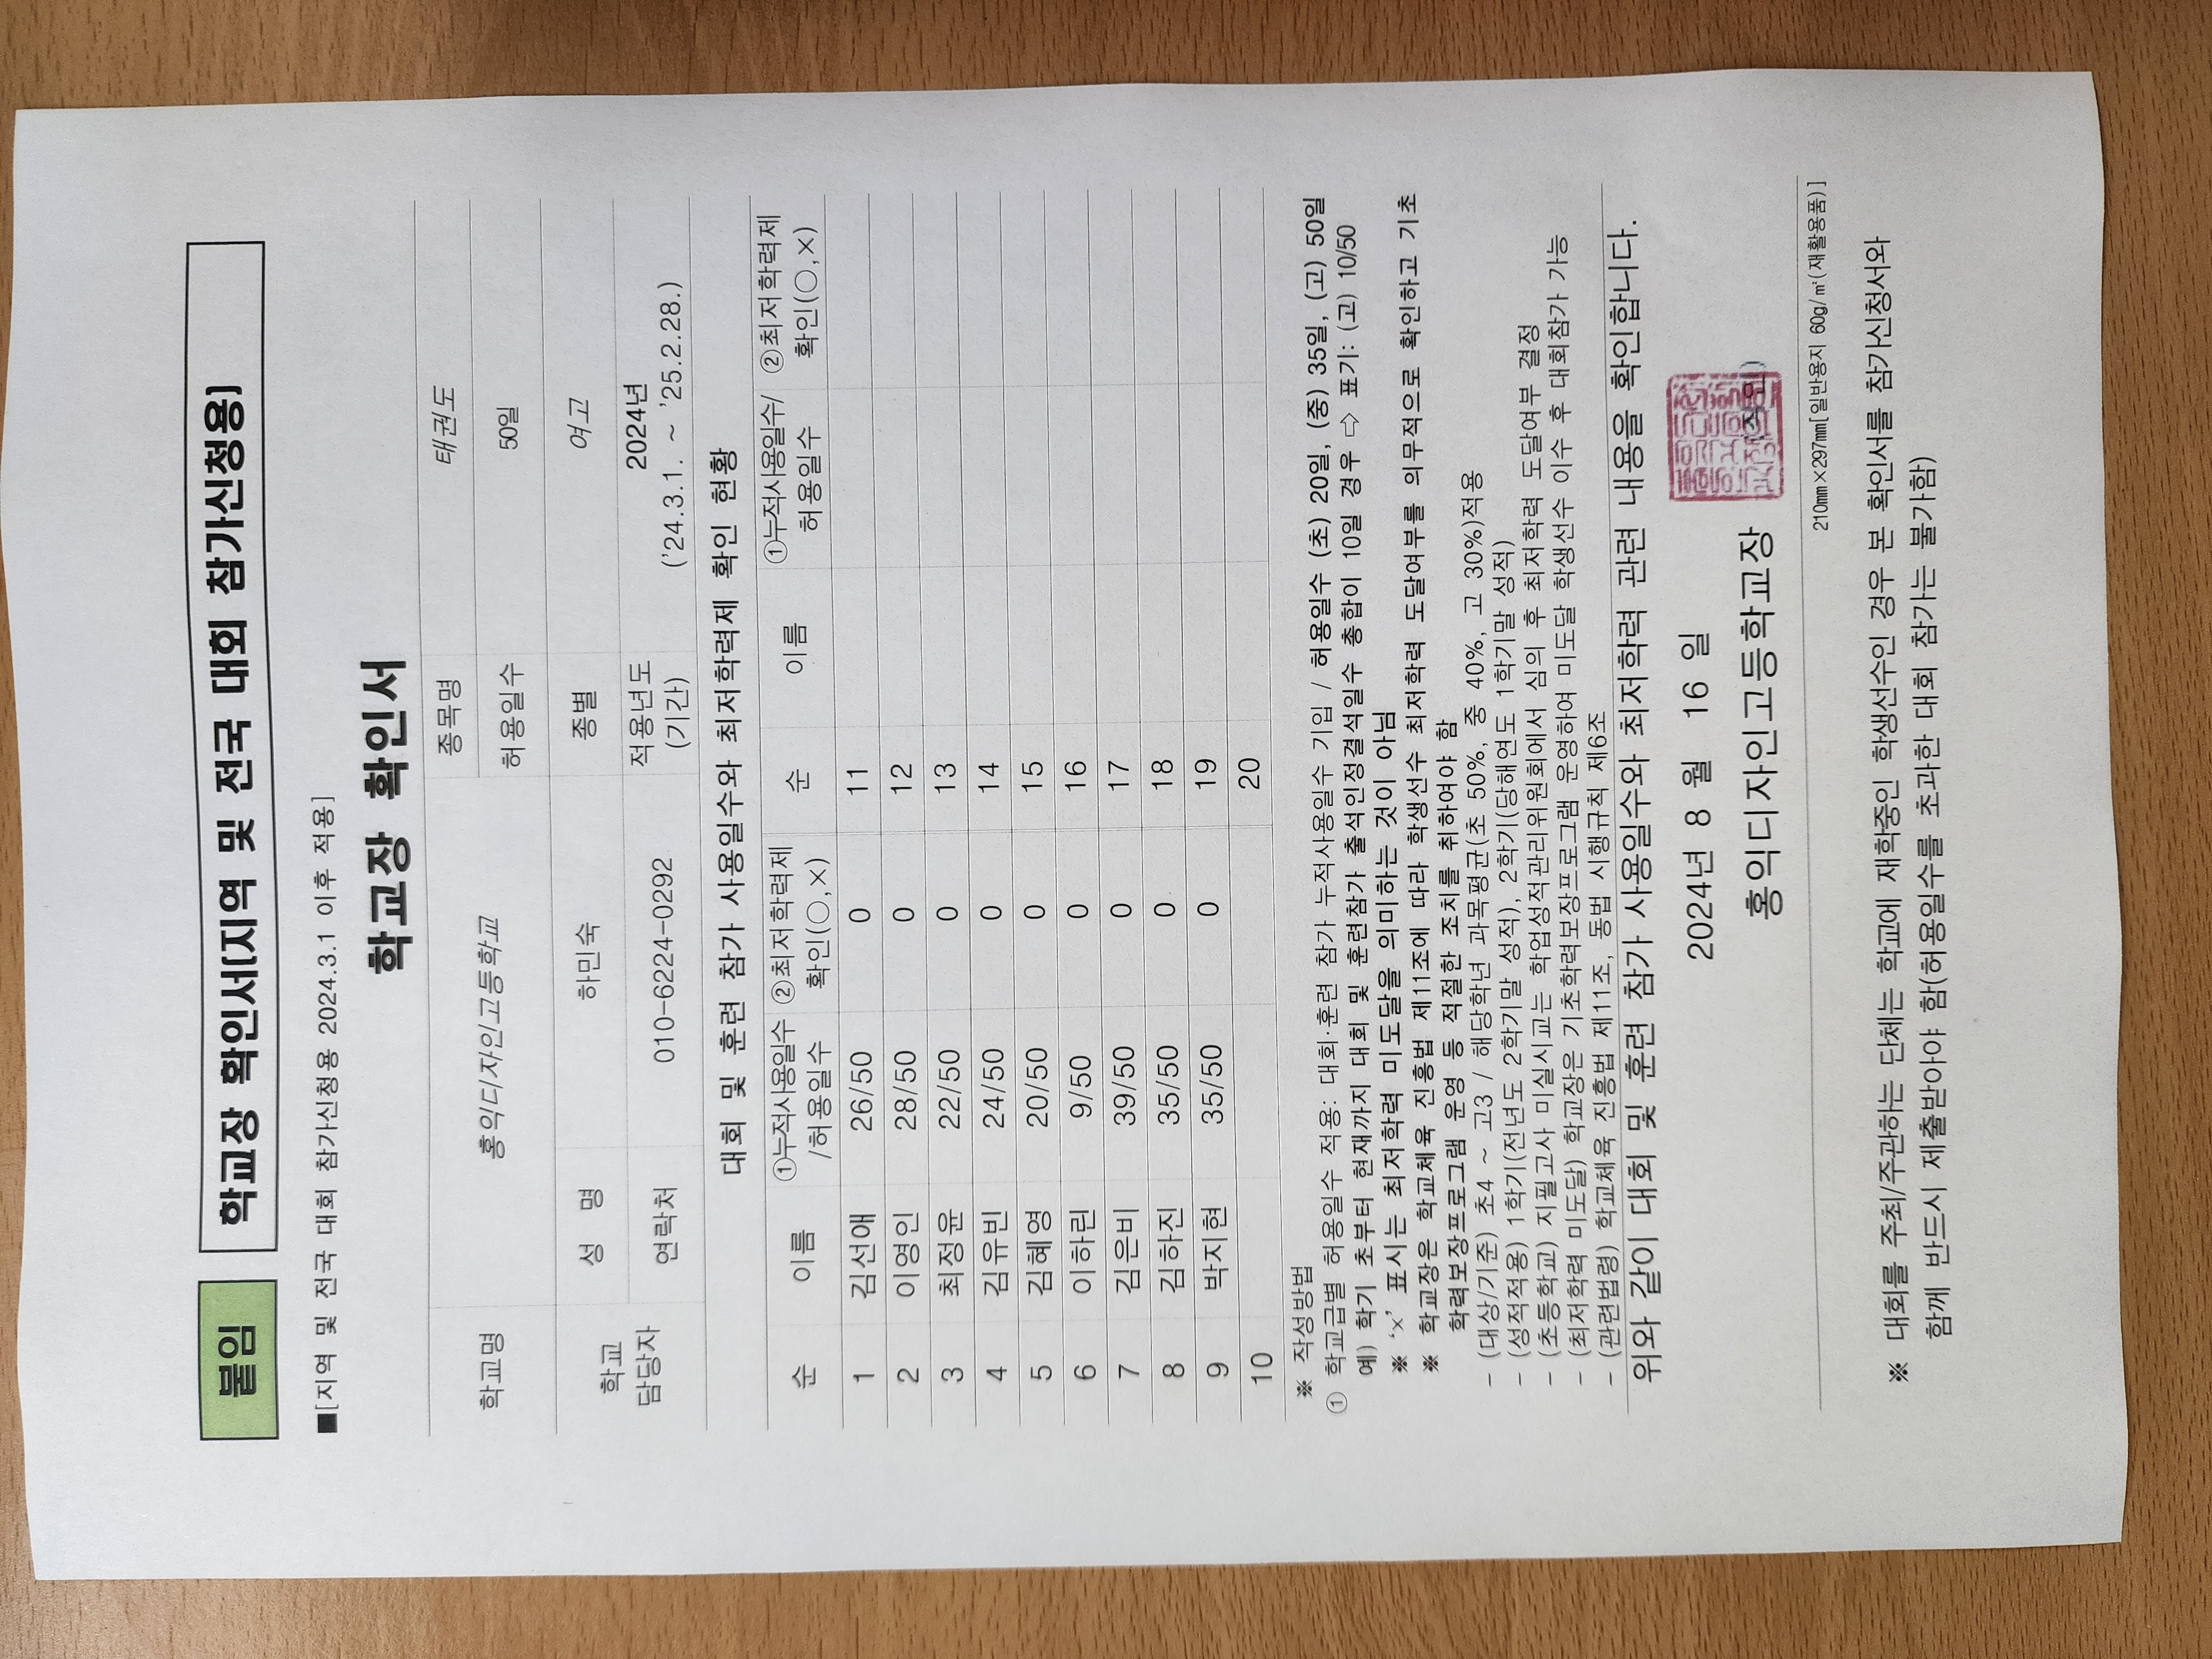 붙임
학교장 확인서(지역 및 전국 대회 참가신청용)
■[지역 및 전국 대회 참가신청용 2024.3.1 이후 적용]
학교장 확인서
학교명 홍익디자인고등학교 종목명 태권도
허용일수 50일
학교 담당자 성 명 하민숙 종별 여고
연락처 010-6224-0292 적용년도 (기간) 2024년 ('24.3.1. ~ '25.2.28.)
대회 및 훈련 참가 사용일수와 최저학력제 확인 현황
순 이름 ①누적사용일수/허용일수 ②최저학력제 확인(○,×) 순 이름 ①누적사용일수/허용일수 ②최저학력제 확인(○,×)
1 김선애 26/50 0 11
2 이영인 28/50 0 12
3 최정윤 22/50 0 13
4 김유빈 24/50 0 14
5 김혜영 20/50 0 15
6 이하린 9/50 0 16
7 김은비 39/50 0 17
8 김하진 35/50 0 18
9 박지현 35/50 0 19
10 20
※ 작성방법
① 학교급별 허용일수 적용: 대회·훈련 참가 누적사용일수 기입 / 허용일수 (초) 20일, (중) 35일, (고) 50일
예) 학기 초부터 현재까지 대회 및 훈련참가 출석인정결석일수 총합이 10일 경우 ⇨ 표기: (고) 10/50
※ '×' 표시는 최저학력 미도달을 의미하는 것이 아님
※ 학교장은 학교체육 진흥법 제11조에 따라 학생선수 최저학력 도달여부를 의무적으로 확인하고 기초
학력보장프로그램 운영 등 적절한 조치를 취하여야 함
- (대상/기준) 초4 ~ 고3 / 해당학년 과목평균(초 50%, 중 40%, 고 30%)적용
- (성적적용) 1학기(전년도 2학기말 성적), 2학기(당해연도 1학기말 성적)
- (초등학교) 지필고사 미실시교는 학업성적관리위원회에서 심의 후 최저학력 도달여부 결정
- (최저학력 미도달) 학교장은 기초학력보장프로그램 운영하여 미도달 학생선수 이수 후 대회참가 가능
- (관련법령) 학교체육 진흥법 제11조, 동법 시행규칙 제6조
위와 같이 대회 및 훈련 참가 사용일수와 최저학력 관련 내용을 확인합니다.
2024년 8 월 16 일
홍익디자인고등학교장
210㎜×297㎜[일반용지 60g/㎡(재활용품)]
※ 대회를 주최/주관하는 단체는 학교에 재학중인 학생선수인 경우 본 확인서를 참가신청서와
함께 반드시 제출받아야 함(허용일수를 초과한 대회 참가는 불가함)